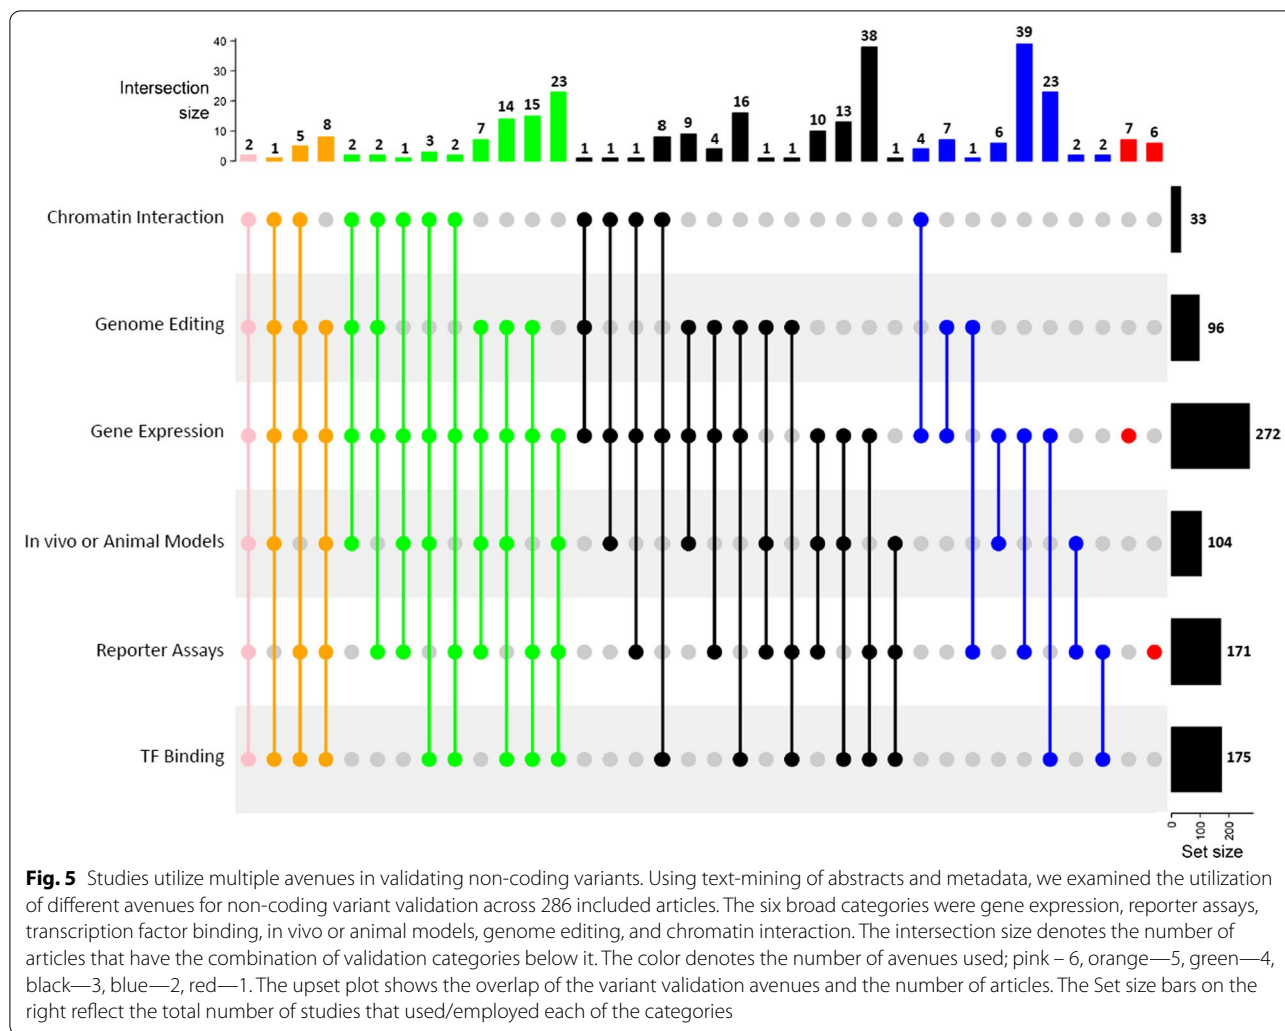 40
30
20
10
0
Intersection
size
2 1 5 8 2 2 1 3 2 7 14 15 23 1 1 1 8 9 4 16 1 1 10 13 38 1 4 7 1 6 39 23 2 2 7 6
Chromatin Interaction 33
Genome Editing 96
Gene Expression 272
In vivo or Animal Models 104
Reporter Assays 171
TF Binding 175
0 100 200
Set size
Fig. 5 Studies utilize multiple avenues in validating non-coding variants. Using text-mining of abstracts and metadata, we examined the utilization
of different avenues for non-coding variant validation across 286 included articles. The six broad categories were gene expression, reporter assays,
transcription factor binding, in vivo or animal models, genome editing, and chromatin interaction. The intersection size denotes the number of
articles that have the combination of validation categories below it. The color denotes the number of avenues used; pink – 6, orange—5, green—4,
black—3, blue—2, red—1. The upset plot shows the overlap of the variant validation avenues and the number of articles. The Set size bars on the
right reflect the total number of studies that used/employed each of the categories